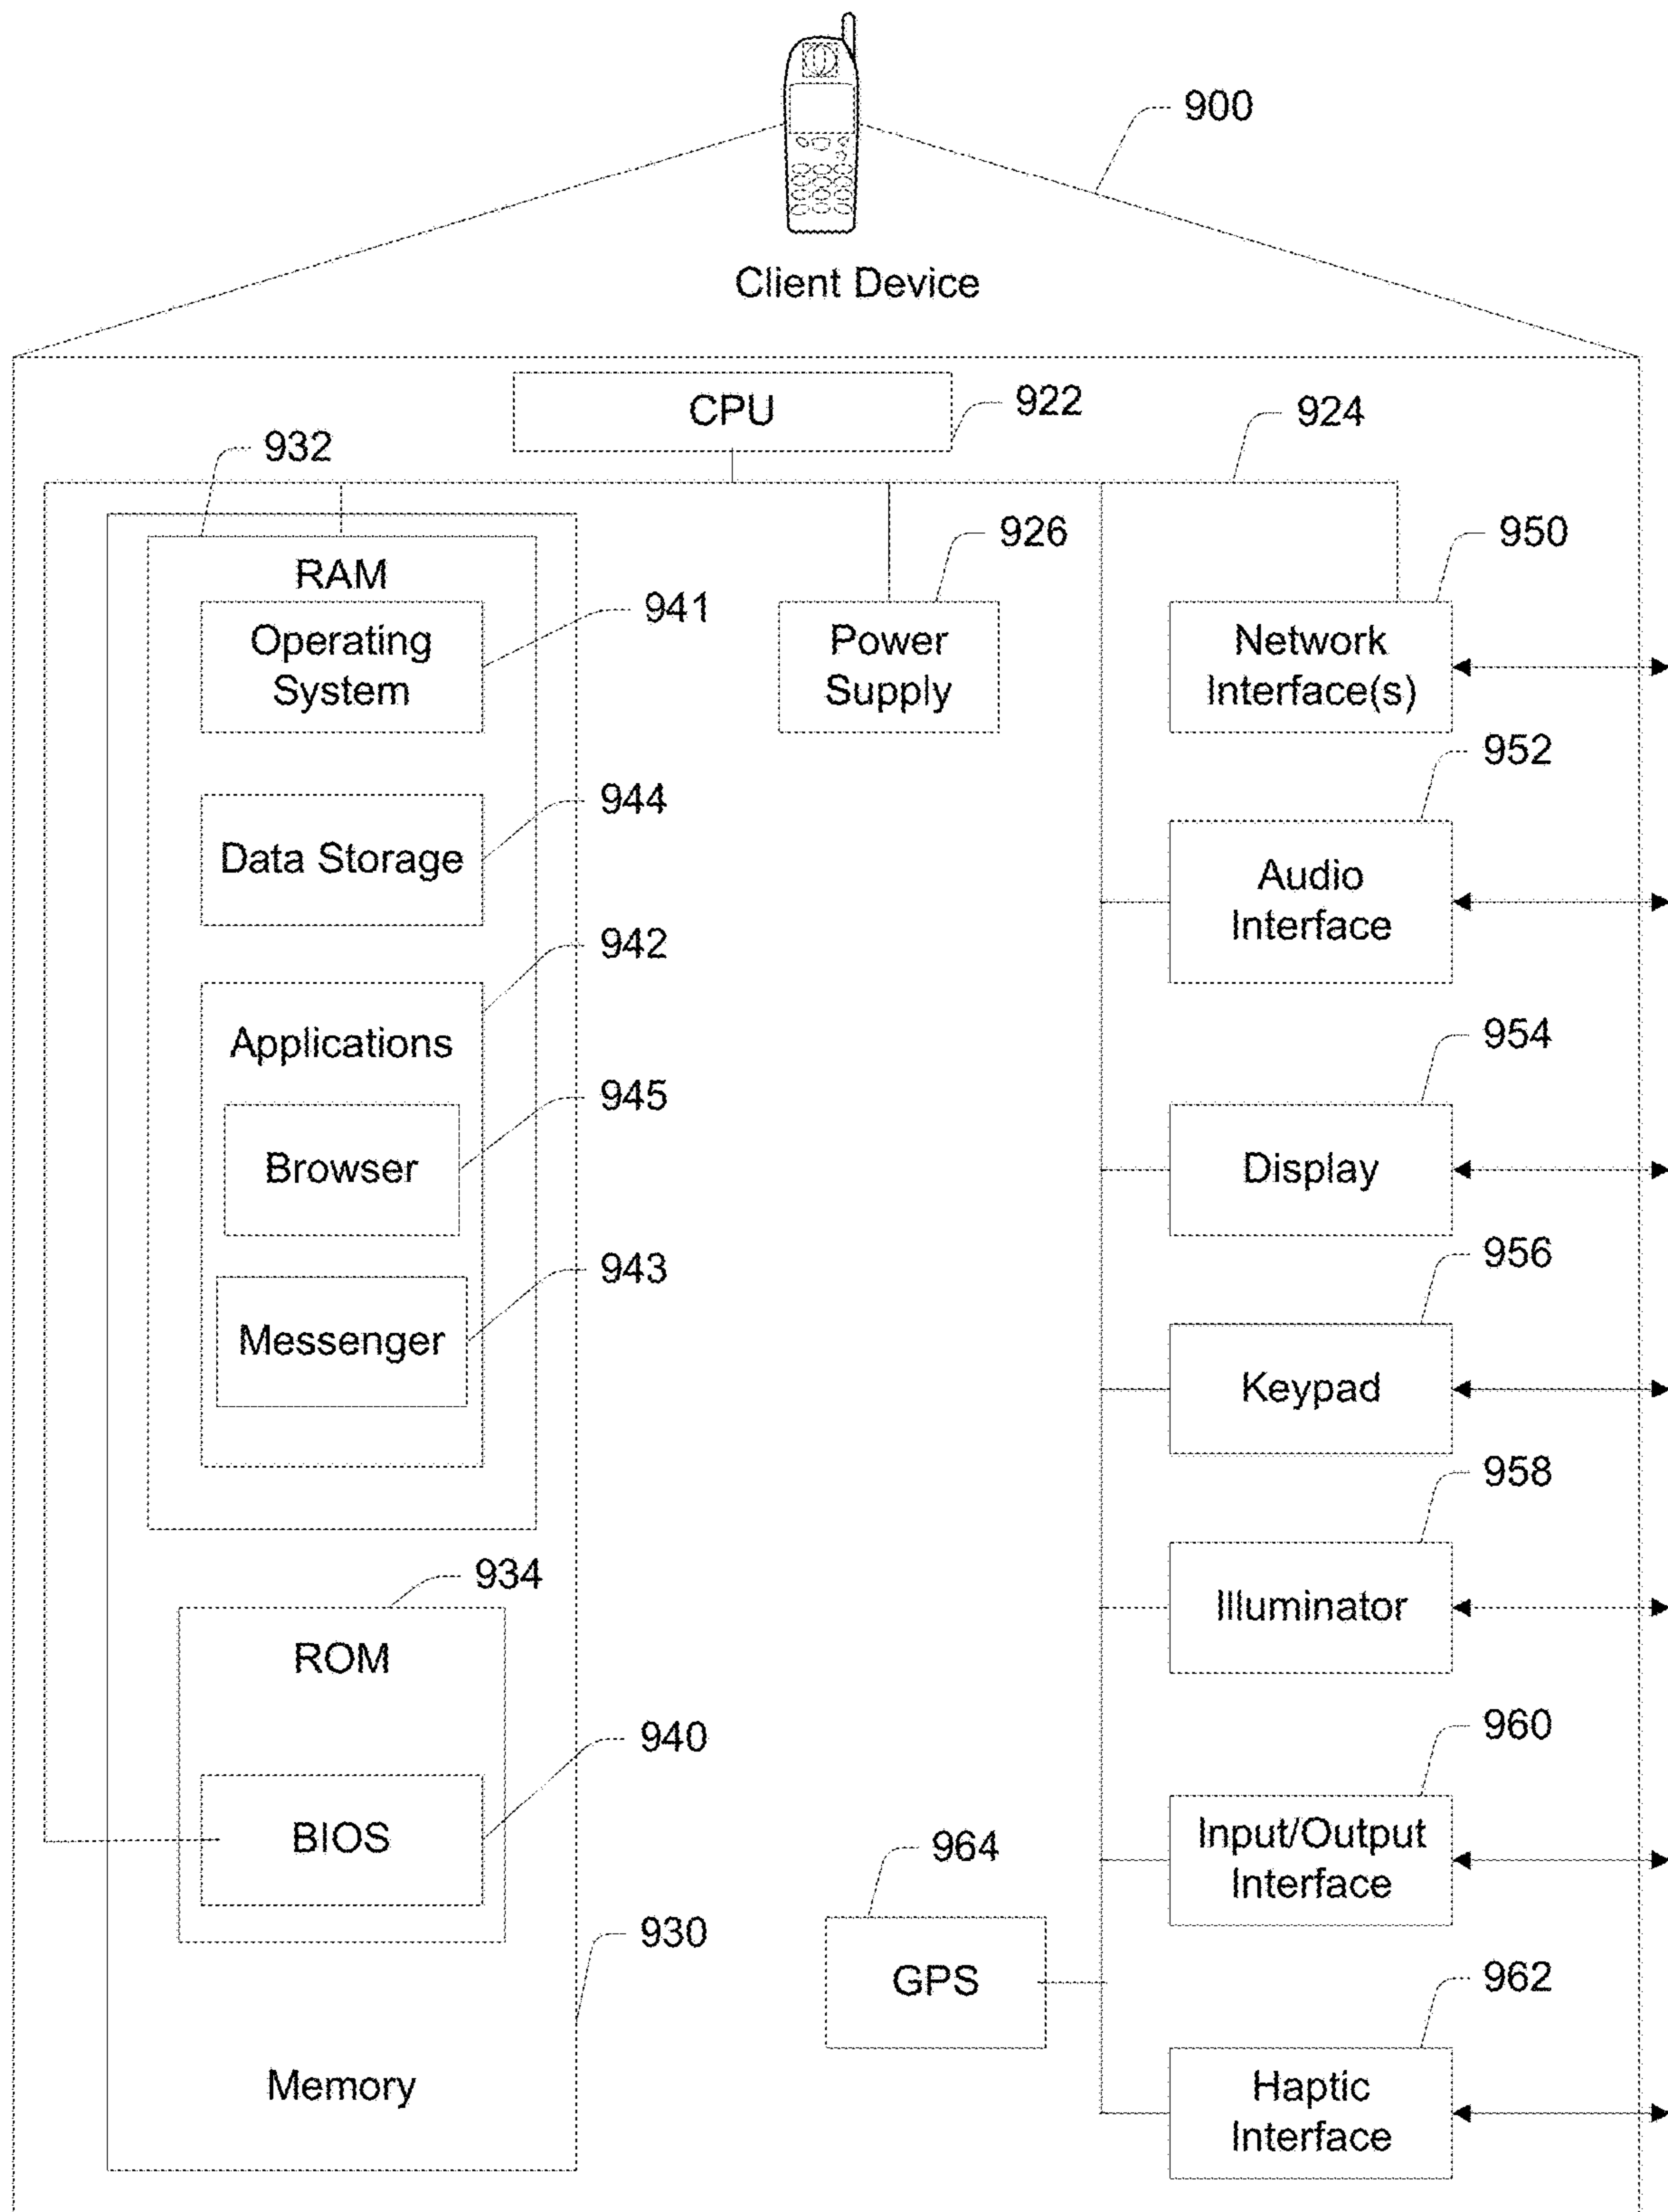 900
Client Device
CPU
922
924
932
926
950
RAM
941
Operating
System
Power
Supply
Network
Interface(s)
952
944
Data Storage
Audio
Interface
942
Applications
954
945
Browser
Display
956
943
Messenger
Keypad
958
934
Illuminator
ROM
940
960
BIOS
Input/Output
Interface
964
930
GPS
962
Memory
Haptic
Interface